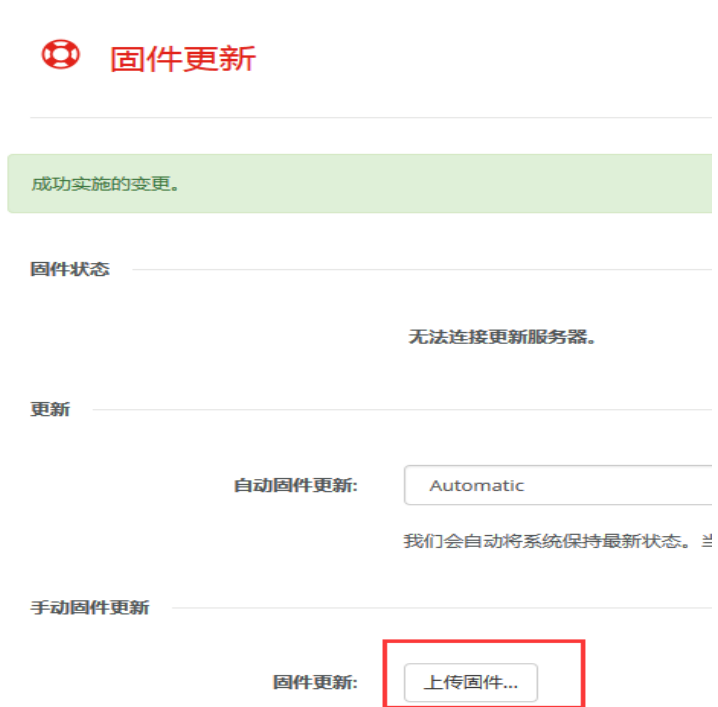 固件更新
成功实施的变更。
固件状态
无法连接更新服务器。
更新
自动固件更新: Automatic
我们会自动将系统保持最新状态。当
手动固件更新
固件更新: 上传固件...